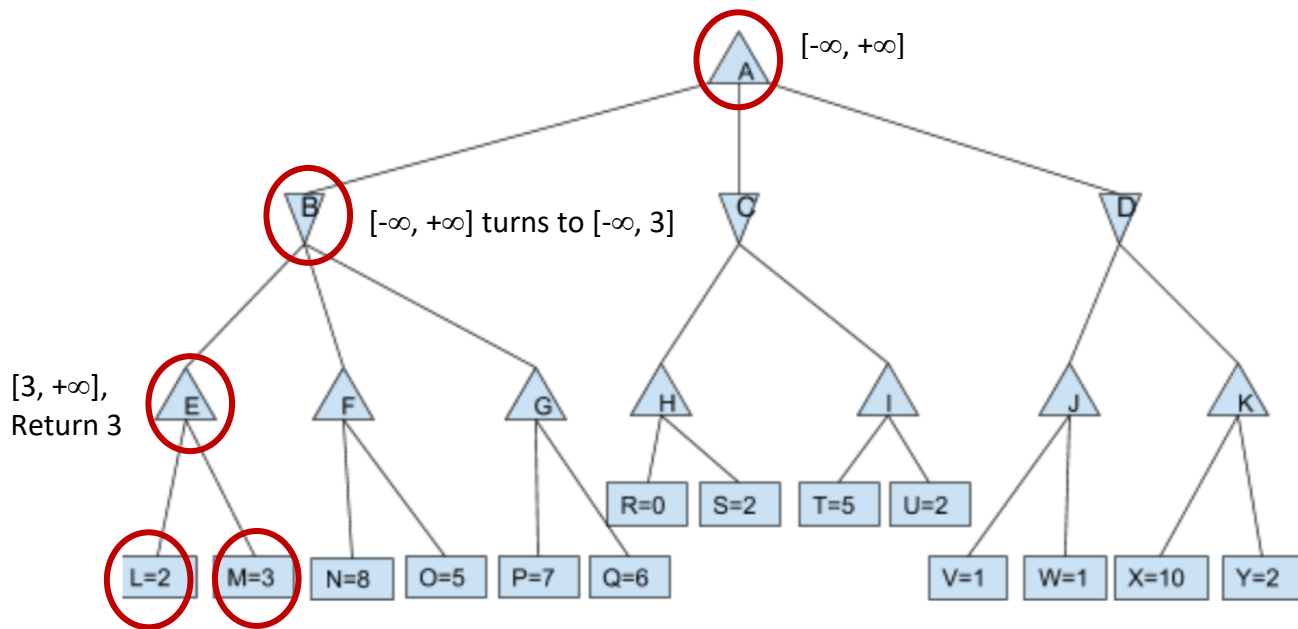 [-∞, +∞]
A
B
[-∞, +∞] turns to [-∞, 3]
C
D
[3, +∞],
Return 3
E
F
G
H
I
J
K
R=0
S=2
T=5
U=2
L=2
M=3
N=8
O=5
P=7
Q=6
V=1
W=1
X=10
Y=2